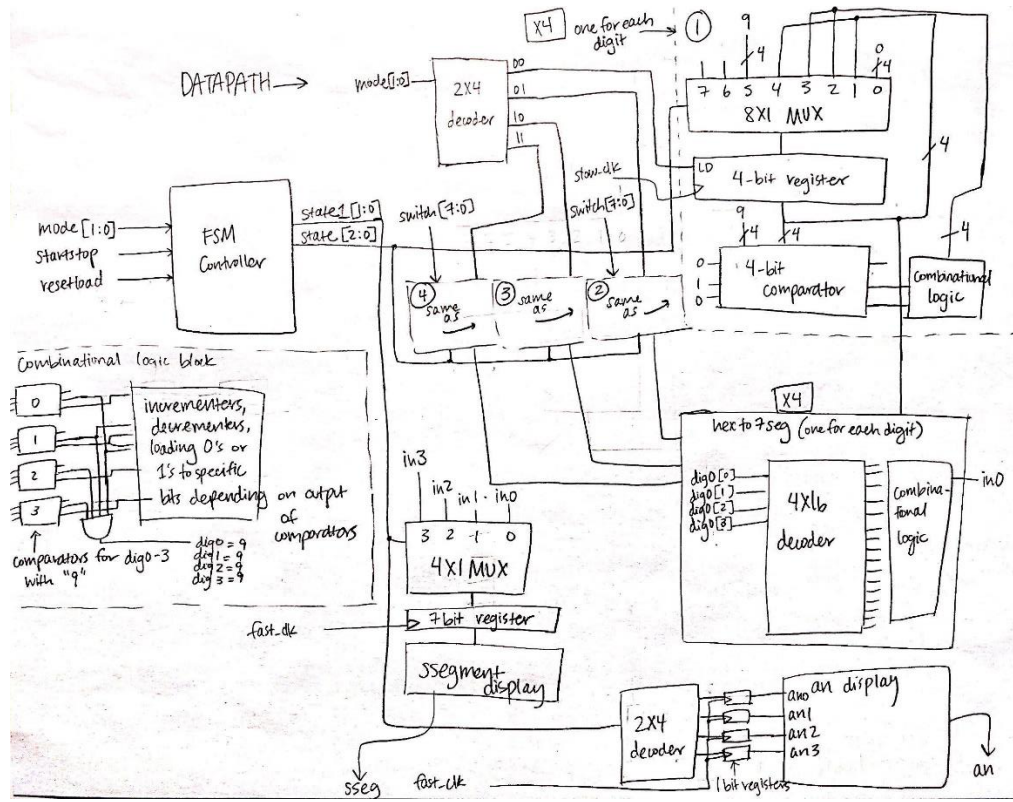 X4
one for each
digit
1
9
4
0
4
DATAPATH
mode[1:0]
2X4
decoder
00
01
10
11
7 6 5 4 3 2 1 0
8X1 MUX
4
slow_clk
LD
4-bit register
switch[7:0]
switch[7:0]
mode[1:0]
startstop
resetload
FSM
Controller
state1[1:0]
state[2:0]
9
4
4
4
0
1
0
4-bit
comparator
combinational
logic
4
same
as
3
same
as
2
same
as
Combinational logic block
0
1
2
3
incrementers,
decrementers,
loading 0's or
1's to specific
bits depending on output
of
comparators
dig0 = 9
dig1 = 9
dig2 = 9
dig3 = 9
comparators for dig0-3
with "9"
X4
hex to 7seg (one for each digit)
dig0[0]
dig0[1]
dig0[2]
dig0[3]
4X16
decoder
combina-
tional
logic
in0
in3
in2
in1
in0
3 2 1 0
4X1 MUX
fast_clk
7 bit register
ssegment
display
sseg
fast_clk
2X4
decoder
1 bit registers
an0
an1
an2
an3
an display
an